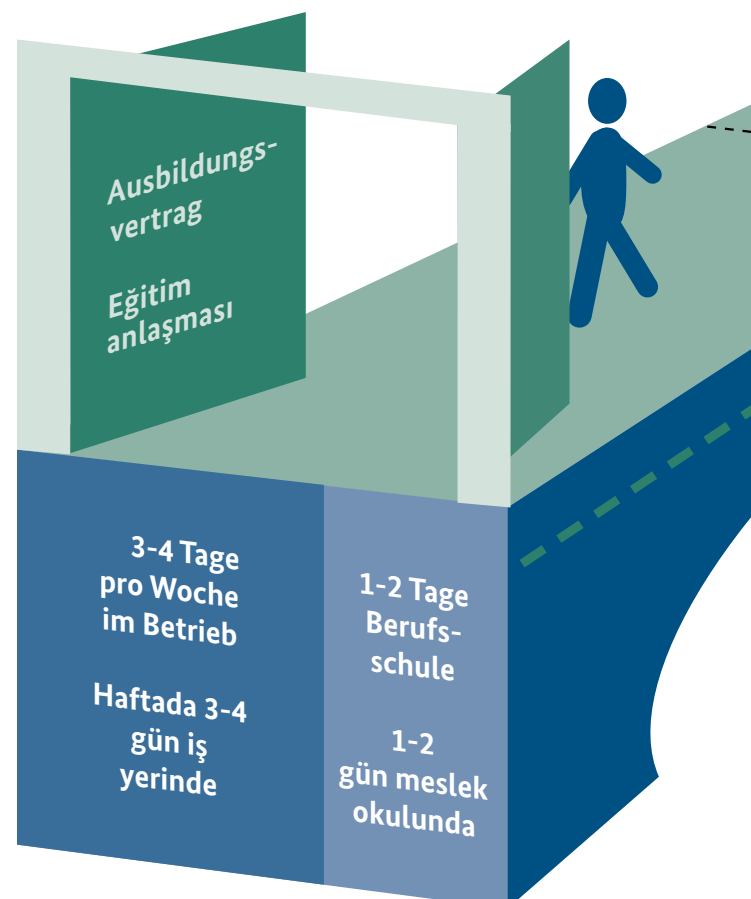 Ausbildungs-
vertrag
Eğitim
anlaşması
3-4 Tage
pro Woche
im Betrieb
Haftada 3-4
gün iş
yerinde
1-2 Tage
Berufs-
schule
1-2
gün meslek
okulunda